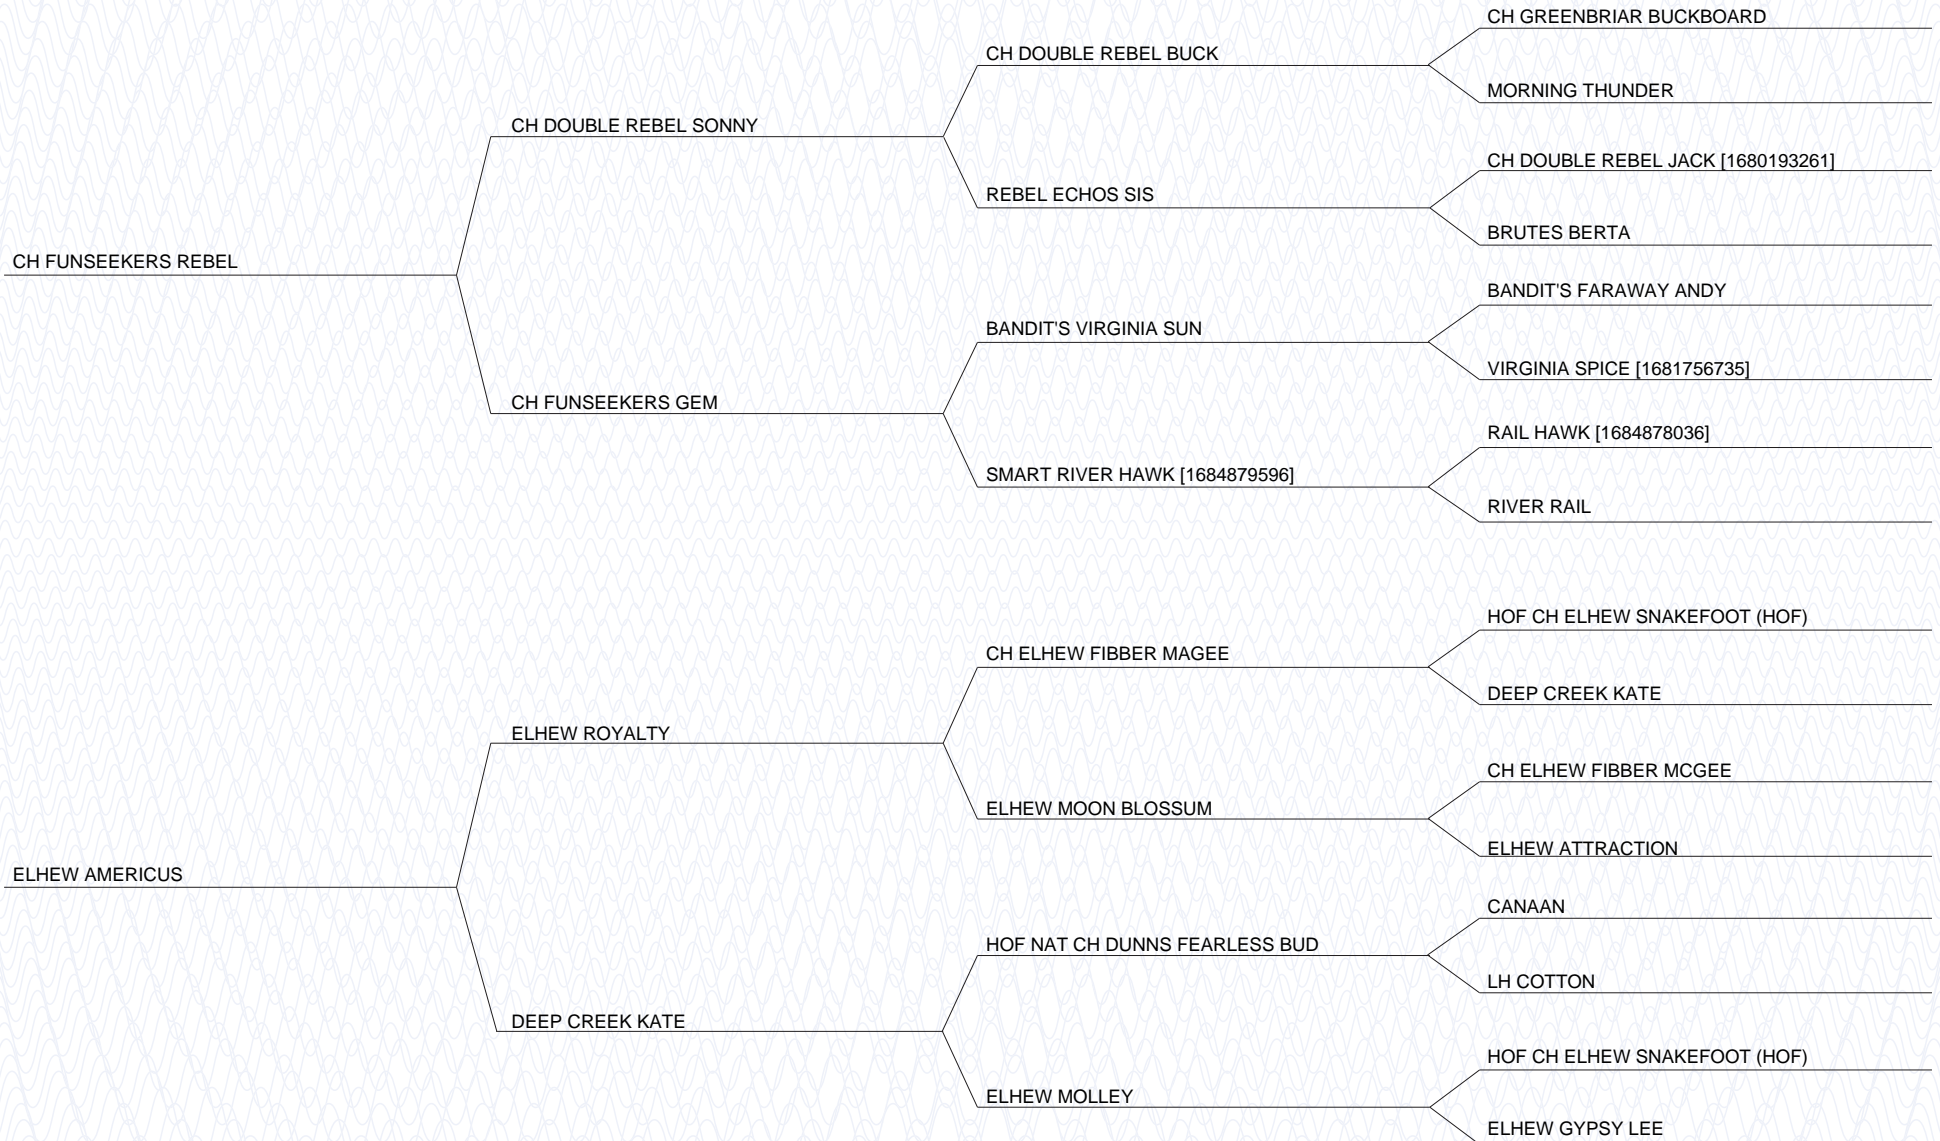 CH GREENBRIAR BUCKBOARD
CH DOUBLE REBEL BUCK
MORNING THUNDER
CH DOUBLE REBEL SONNY
CH DOUBLE REBEL JACK [1680193261]
REBEL ECHOS SIS
BRUTES BERTA
CH FUNSEEKERS REBEL
BANDIT'S FARAWAY ANDY
BANDIT'S VIRGINIA SUN
VIRGINIA SPICE [1681756735]
CH FUNSEEKERS GEM
RAIL HAWK [1684878036]
SMART RIVER HAWK [1684879596]
RIVER RAIL
HOF CH ELHEW SNAKEFOOT (HOF)
CH ELHEW FIBBER MAGEE
DEEP CREEK KATE
ELHEW ROYALTY
CH ELHEW FIBBER MCGEE
ELHEW MOON BLOSSUM
ELHEW ATTRACTION
ELHEW AMERICUS
CANAAN
HOF NAT CH DUNNS FEARLESS BUD
LH COTTON
DEEP CREEK KATE
HOF CH ELHEW SNAKEFOOT (HOF)
ELHEW MOLLEY
ELHEW GYPSY LEE